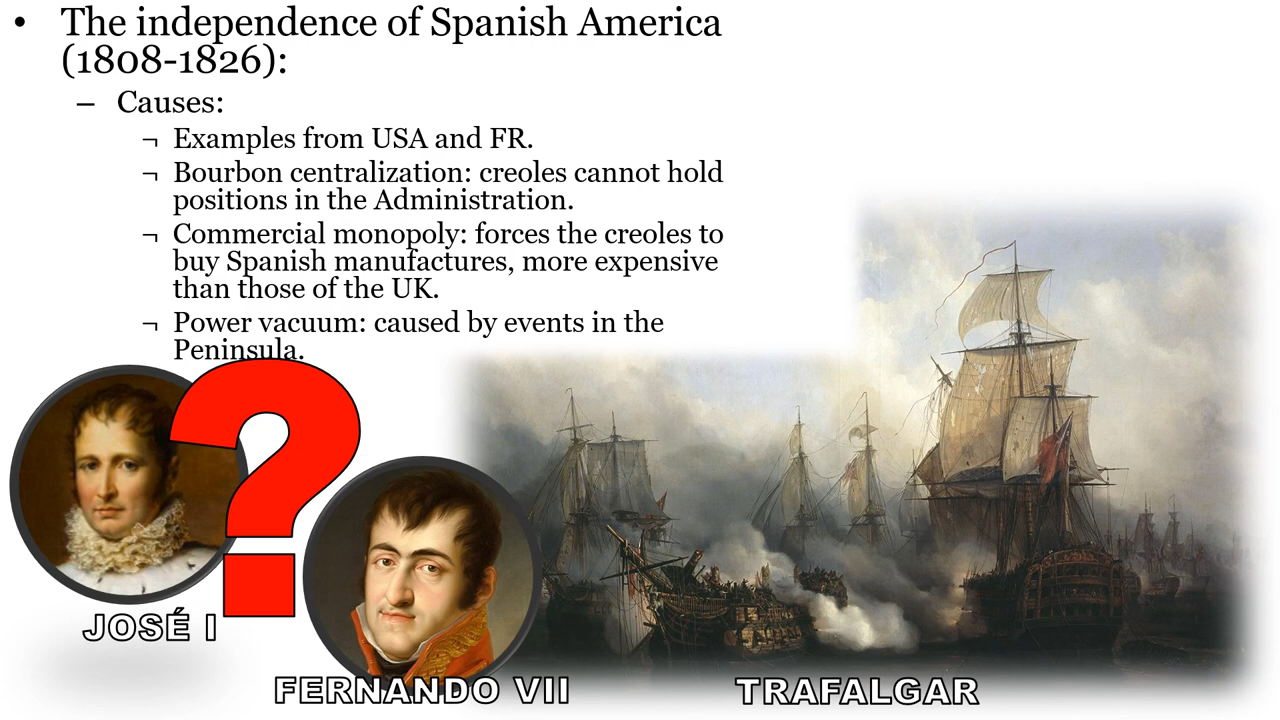 • The independence of Spanish America
(1808-1826):
– Causes:
¬ Examples from USA and FR.
¬ Bourbon centralization: creoles cannot hold
positions in the Administration.
¬ Commercial monopoly: forces the creoles to
buy Spanish manufactures, more expensive
than those of the UK.
¬ Power vacuum: caused by events in the
Peninsula.
?
JOSÉ I
FERNANDO VII
TRAFALGAR